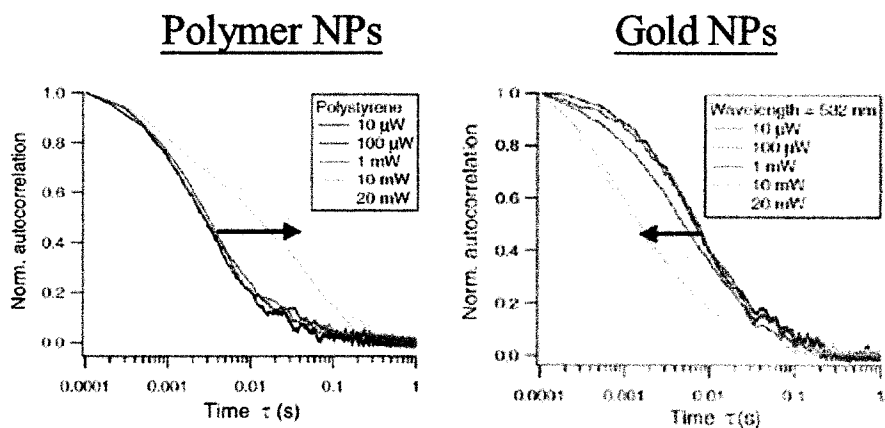 Polymer NPs
Norm. autocorrelation
1.0
0.8
0.6
0.4
0.2
0.0
Polystyrene
10 µW
100 µW
1 mW
10 mW
20 mW
0.0001
0.001
0.01
0.1
1
Time τ (s)
Gold NPs
Norm. autocorrelation
1.0
0.8
0.6
0.4
0.2
0.0
Wavelength = 532 nm
10 µW
100 µW
1 mW
10 mW
20 mW
0.0001
0.001
0.01
0.1
1
Time τ(s)